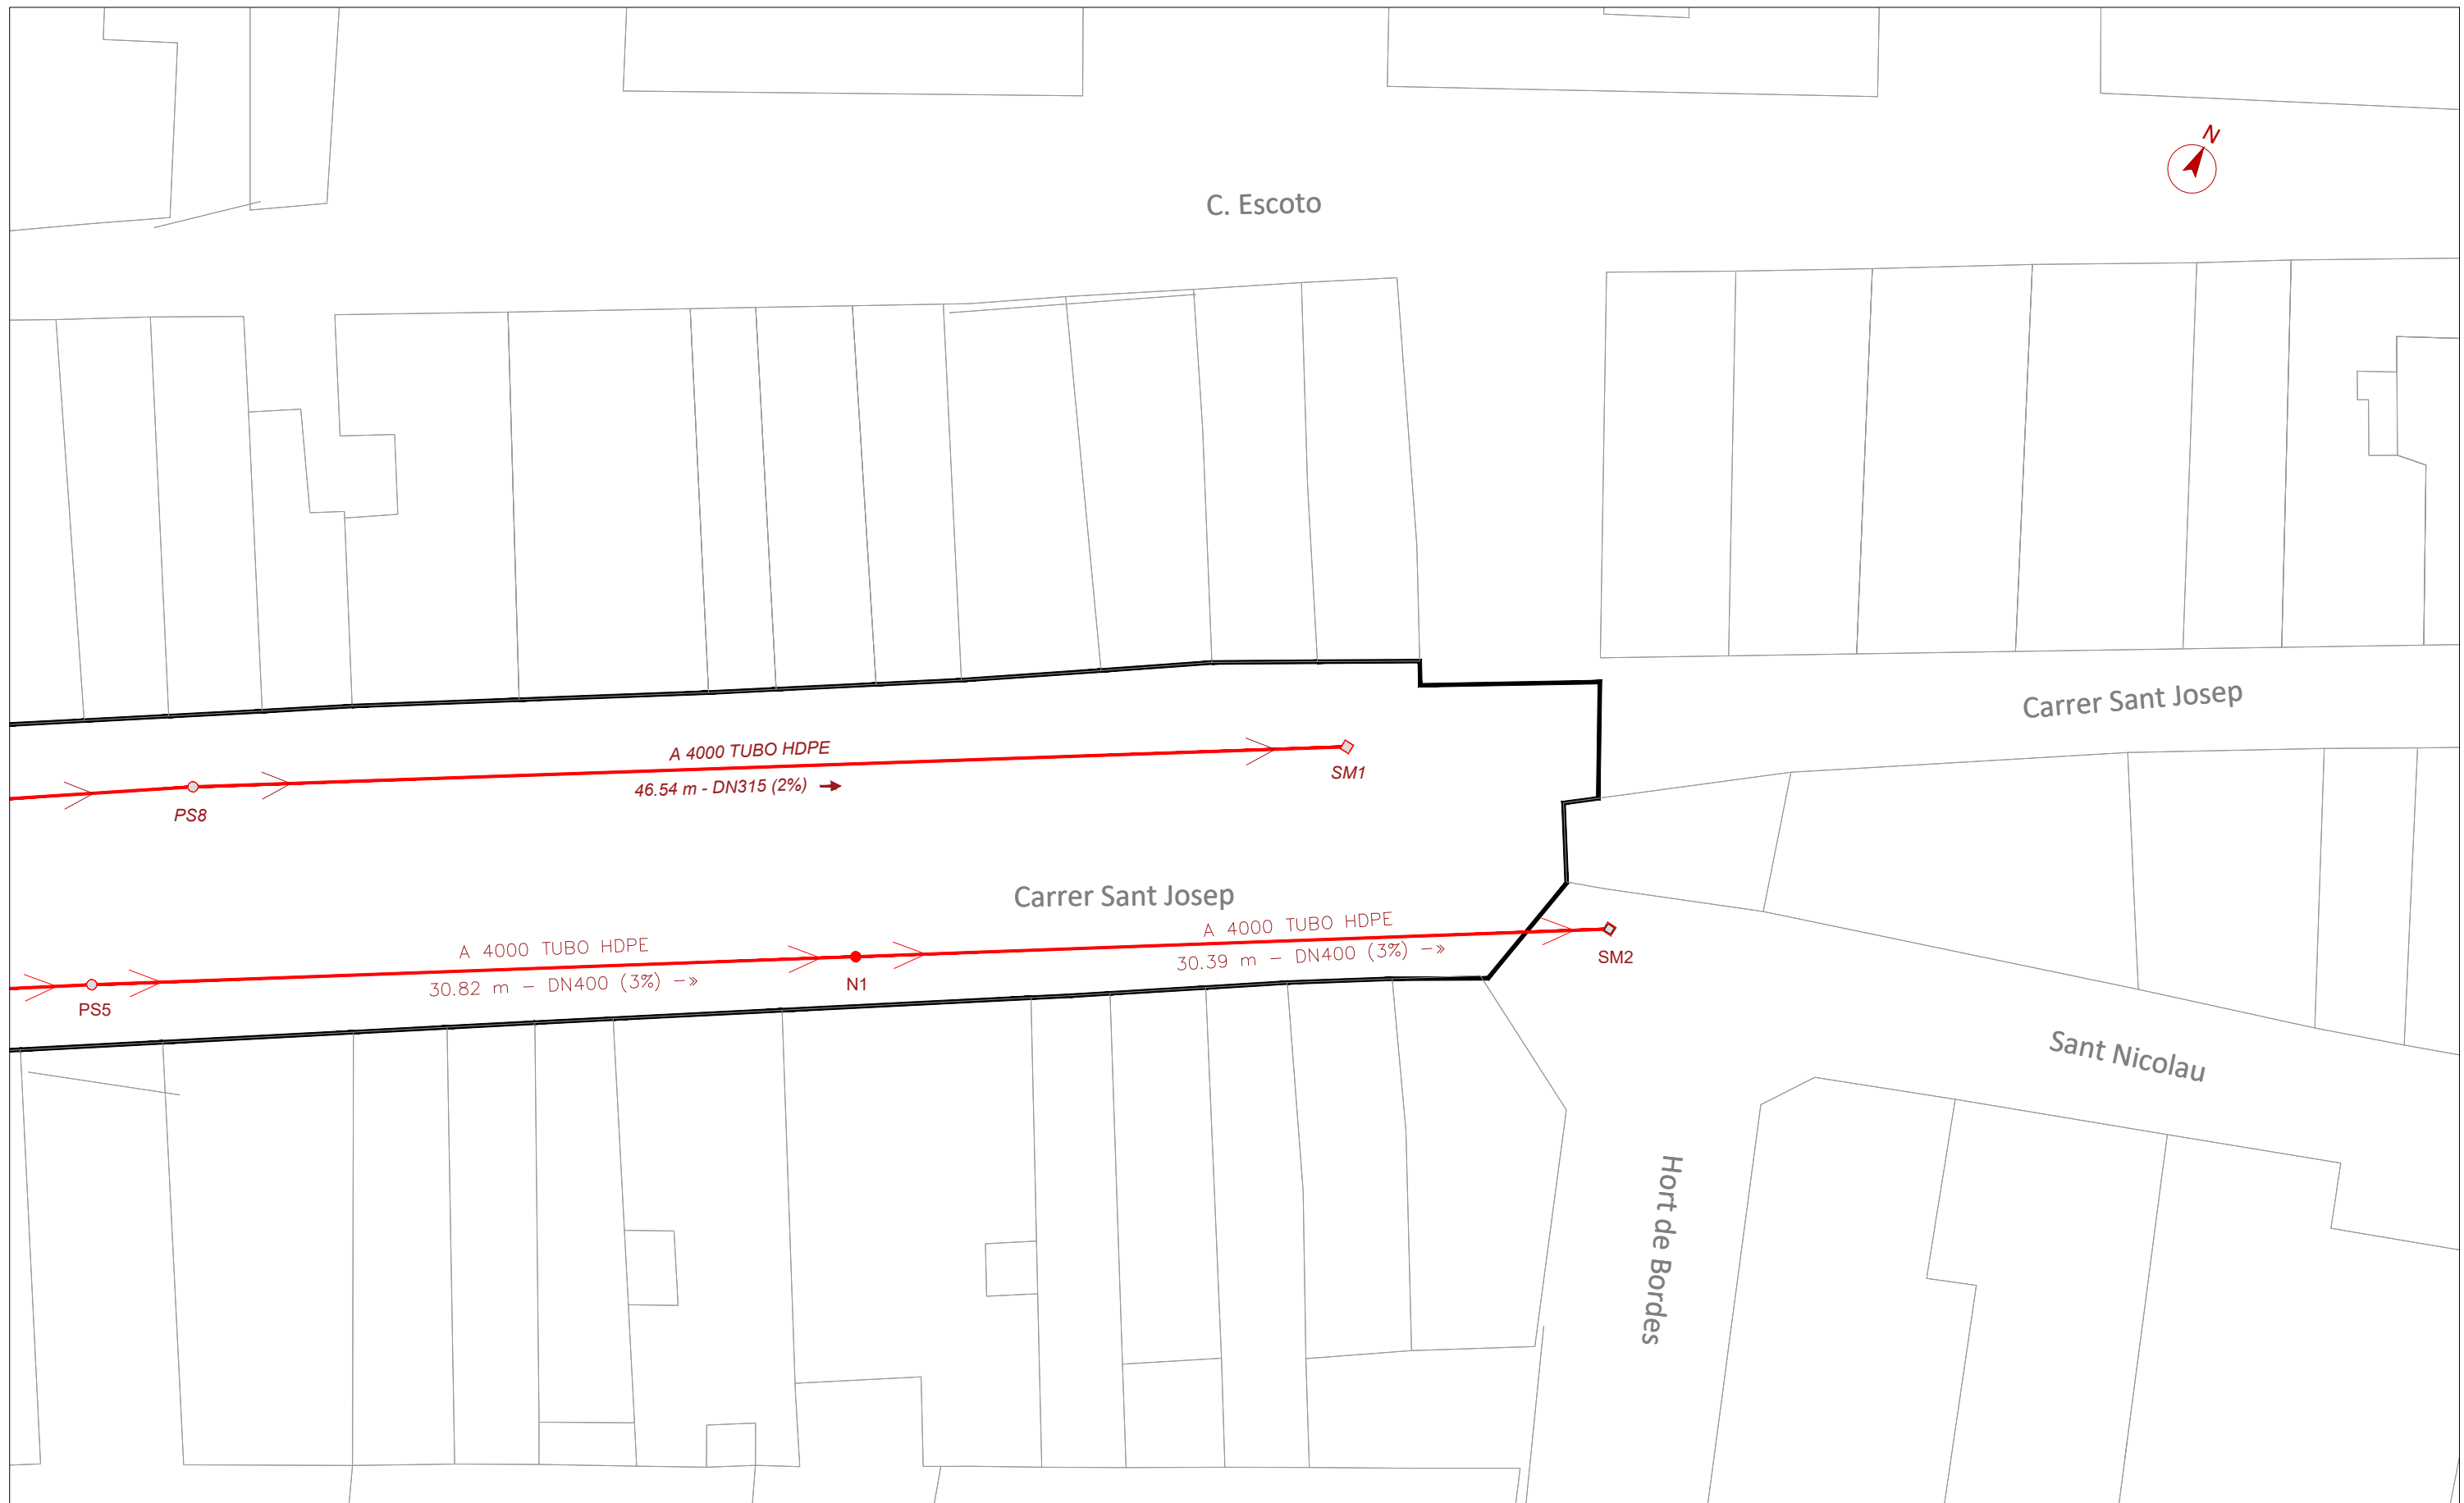 N
C. Escoto
Carrer Sant Josep
A 4000 TUBO HDPE
46.54 m - DN315 (2%)
SM1
PS8
Carrer Sant Josep
A 4000 TUBO HDPE
30.39 m - DN400 (3%) ->>
SM2
A 4000 TUBO HDPE
30.82 m - DN400 (3%) ->>
N1
PS5
Sant Nicolau
Hort de Bordes